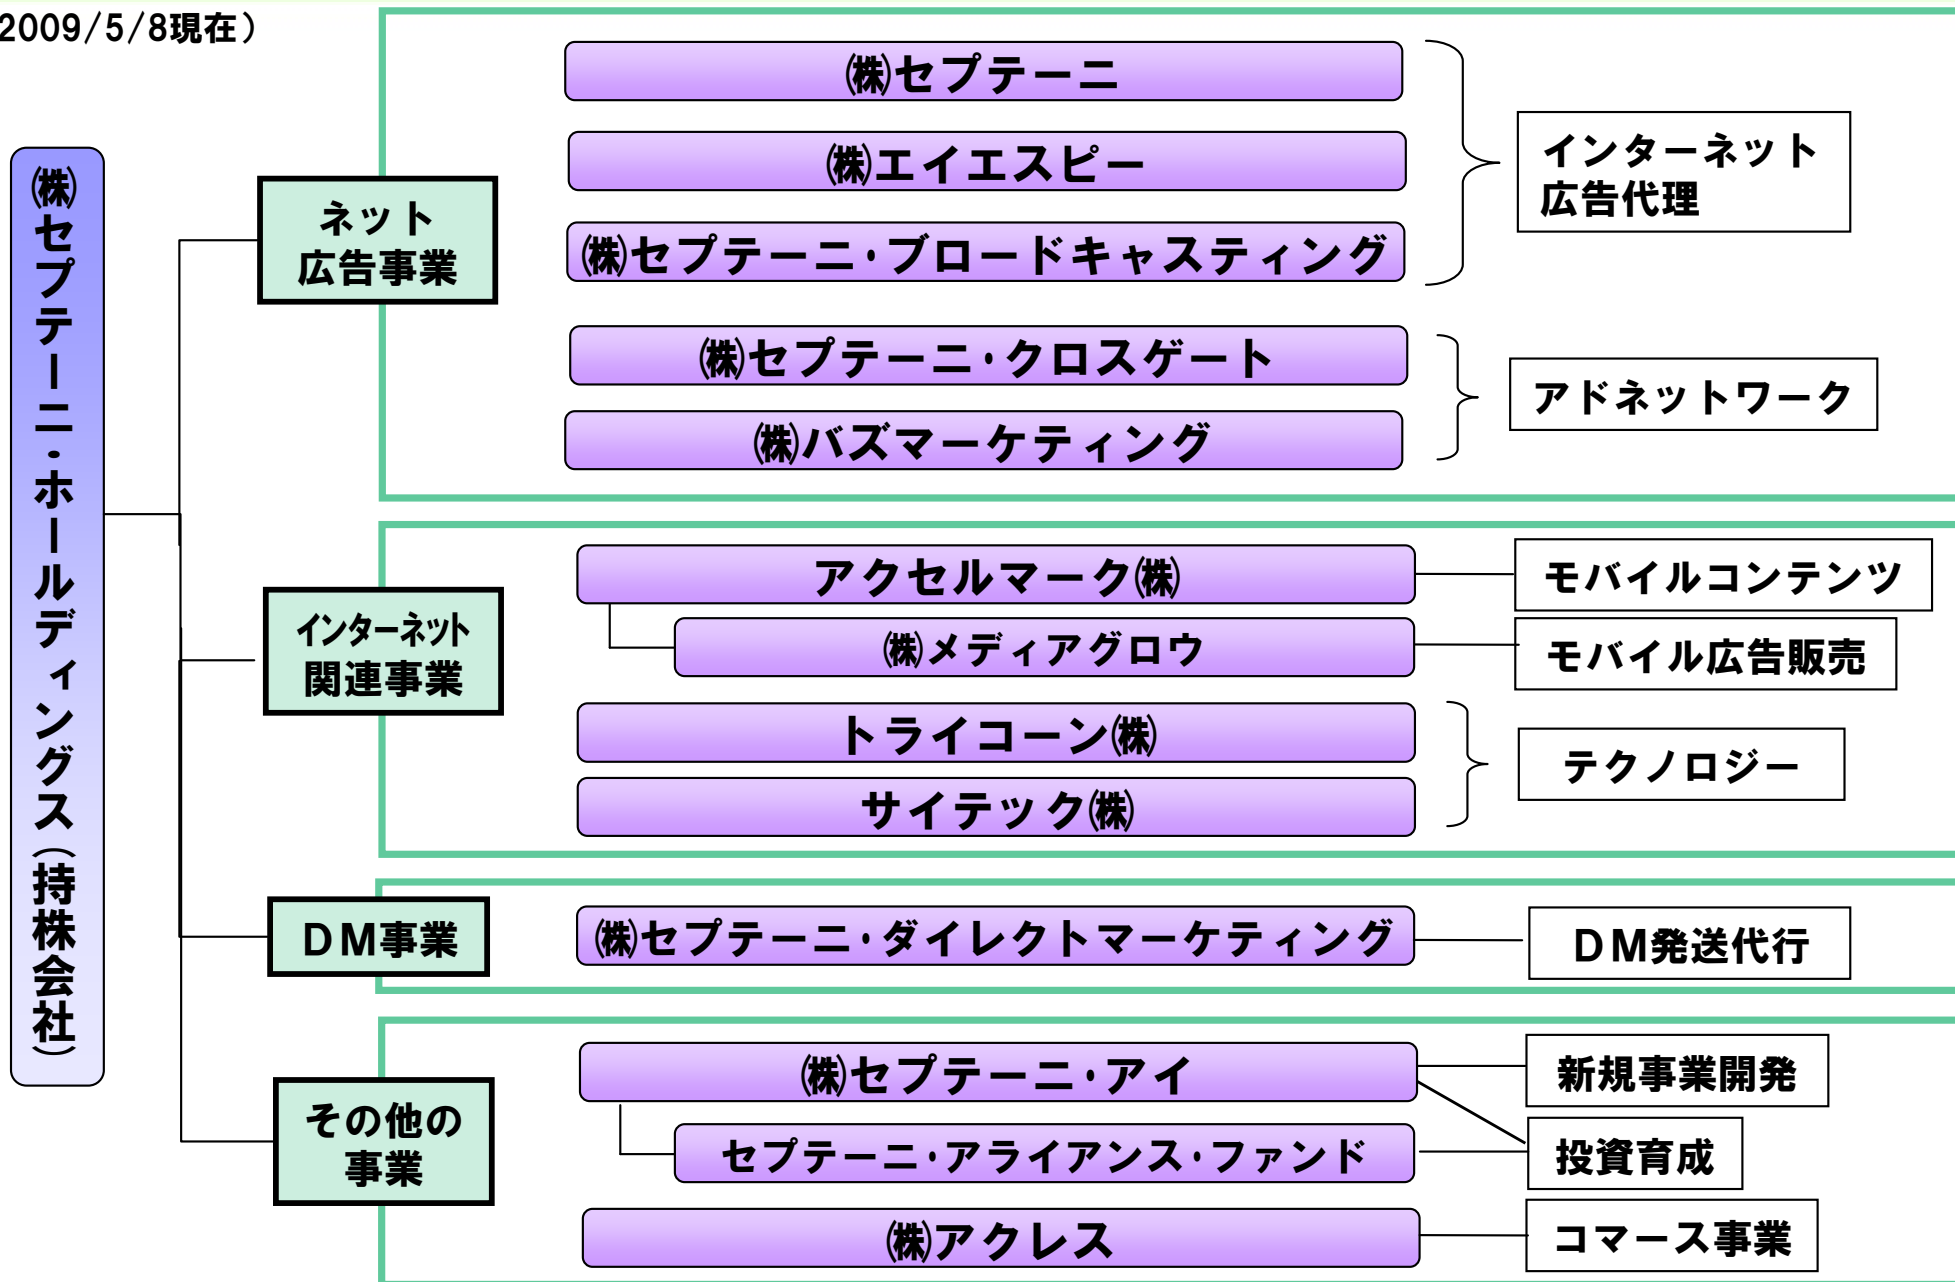 2009/5/8現在）
㈱セプテーニ・ホールディングス（持株会社）
ネット
広告事業
㈱セプテーニ
㈱エイエスピー
㈱セプテーニ・ブロードキャスティング
インターネット
広告代理
㈱セプテーニ・クロスゲート
㈱バズマーケティング
アドネットワーク
インターネット
関連事業
アクセルマーク㈱
モバイルコンテンツ
㈱メディアグロウ
モバイル広告販売
トライコーン㈱
サイテック㈱
テクノロジー
ＤＭ事業
㈱セプテーニ・ダイレクトマーケティング
ＤＭ発送代行
その他の
事業
㈱セプテーニ・アイ
新規事業開発
セプテーニ・アライアンス・ファンド
投資育成
㈱アクレス
コマース事業